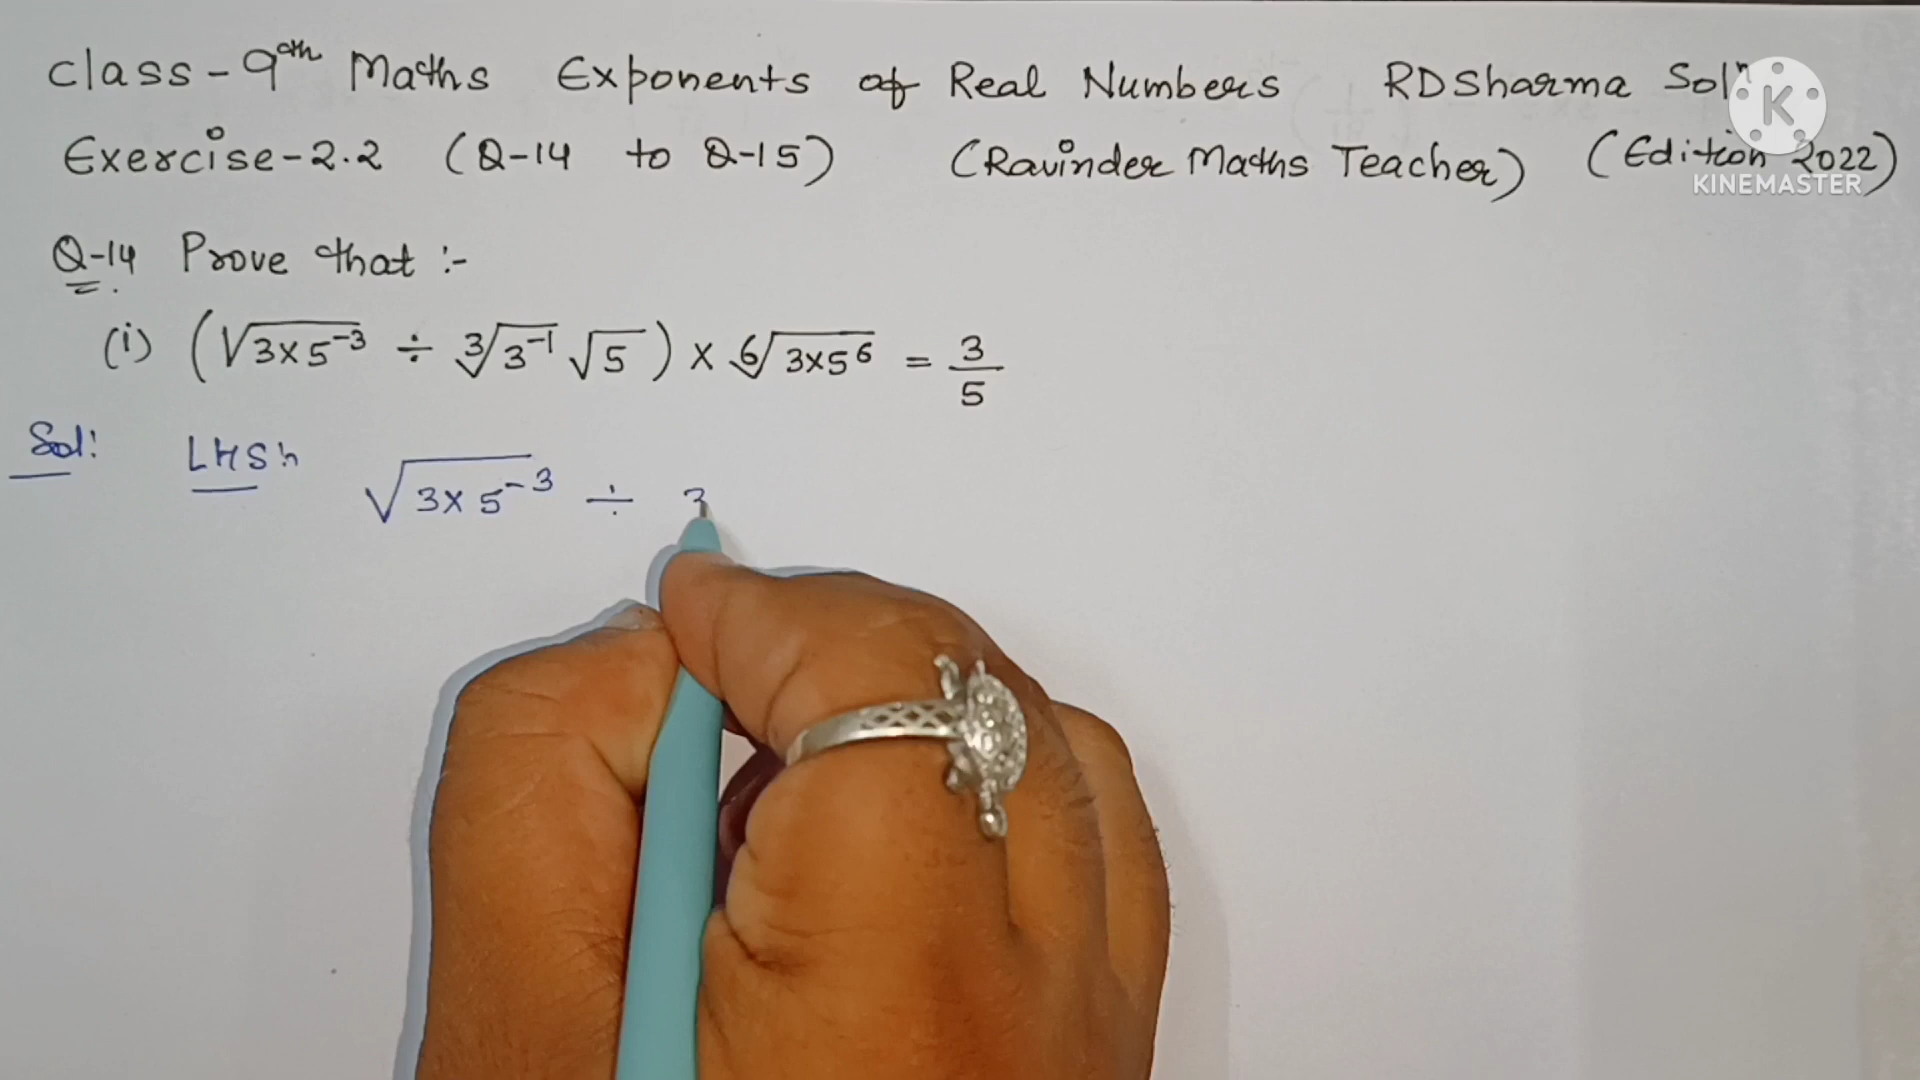 Class-9th Maths Exponents of Real Numbers RDSharma Solⁿ
Exercise-2.2 (Q-14 to Q-15) (Ravinder Maths Teacher) (Edition 2022)
KINEMASTER
Q-14 Prove that :-
(i) (√3×5⁻³ ÷ ³√3⁻¹ √5) × ⁶√3×5⁶ = 3/5
Sol: LHS √3×5⁻³ ÷ 3